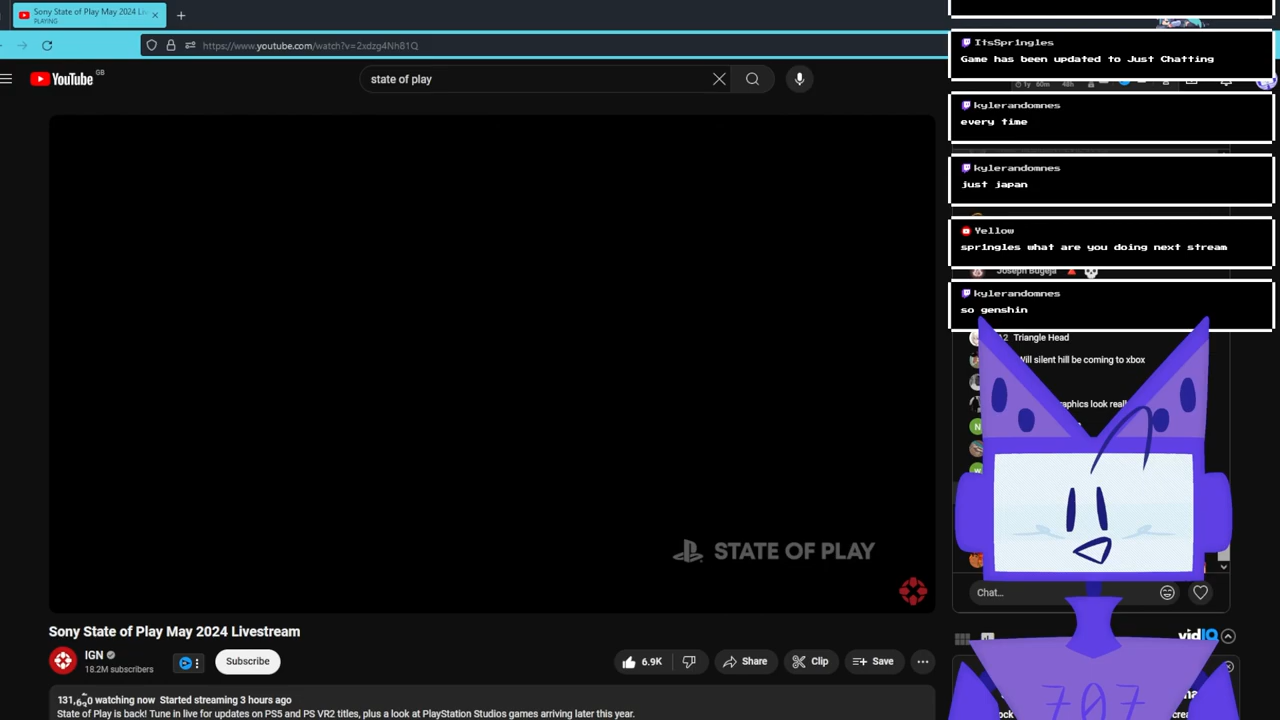 Sony State of Play May 2024 Live
PLAYING
https://www.youtube.com/watch?v=2xdzg4Nh81Q
YouTube GB
state of play
ItsSpr1ngles
Game has been updated to Just Chatting
kylerandomnes
every time
kylerandomnes
just japan
Yellow
spr1ngles what are you doing next stream
Joseph Bugeja
kylerandomnes
so genshin
Triangle Head
Will silent hill be coming to xbox
STATE OF PLAY
Chat...
Sony State of Play May 2024 Livestream
IGN
18.2M subscribers
Subscribe
6.9K
Share
Clip
Save
vidIQ
watching now Started streaming 3 hours ago
State of Play is back! Tune in live for updates on PS5 and PS VR2 titles, plus a look at PlayStation Studios games arriving later this year.
707